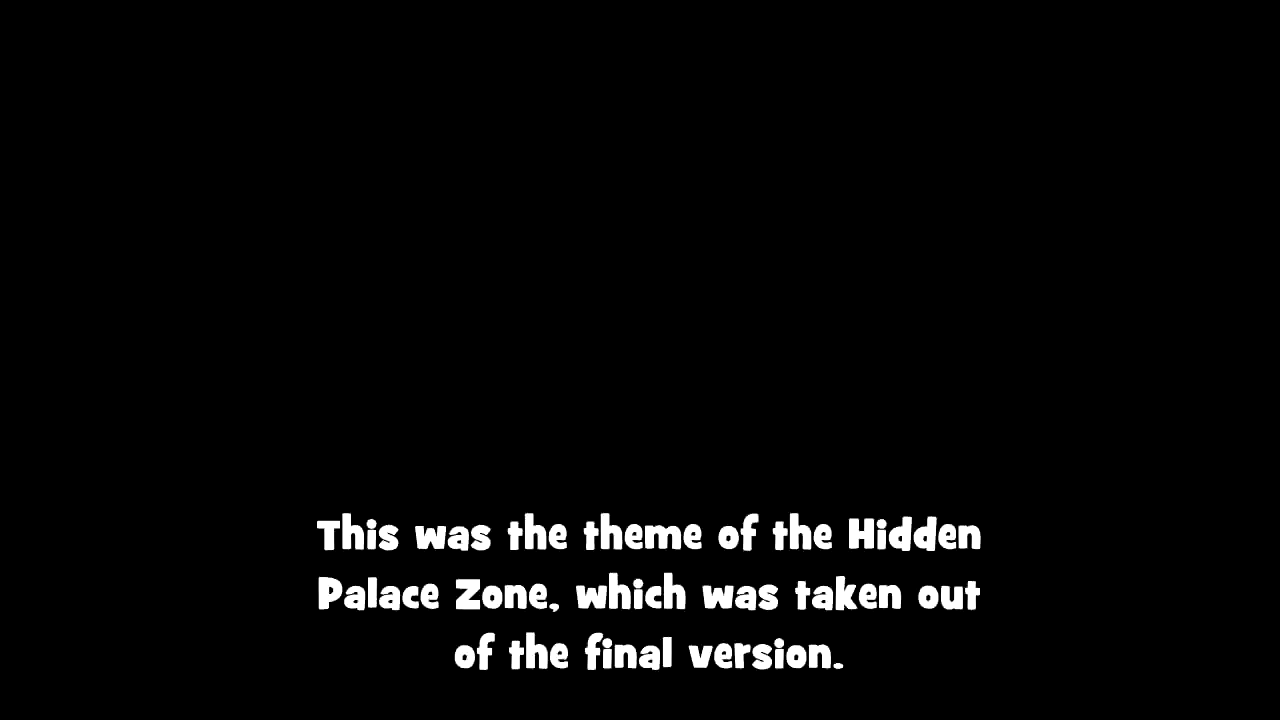 This was the theme of the Hidden
Palace Zone, which was taken out
of the final version.